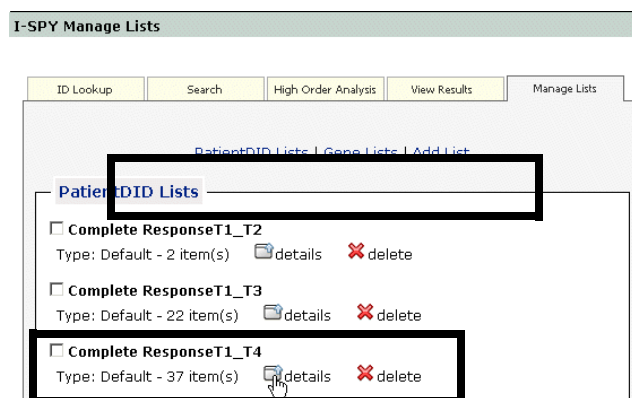 I-SPY Manage Lists
ID Lookup Search High Order Analysis View Results Manage Lists
PatientDID Lists | Gene Lists | Add List
PatientDID Lists
Complete ResponseT1_T2
Type: Default - 2 item(s) details delete
Complete ResponseT1_T3
Type: Default - 22 item(s) details delete
Complete ResponseT1_T4
Type: Default - 37 item(s) details delete